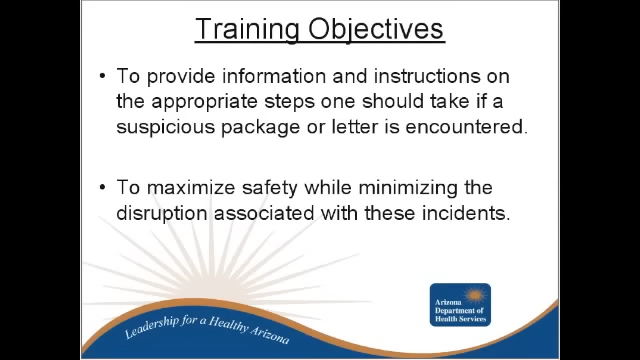 Training Objectives
• To provide information and instructions on
the appropriate steps one should take if a
suspicious package or letter is encountered.
• To maximize safety while minimizing the
disruption associated with these incidents.
Arizona
Department of
Health Services
Leadership for a Healthy Arizona